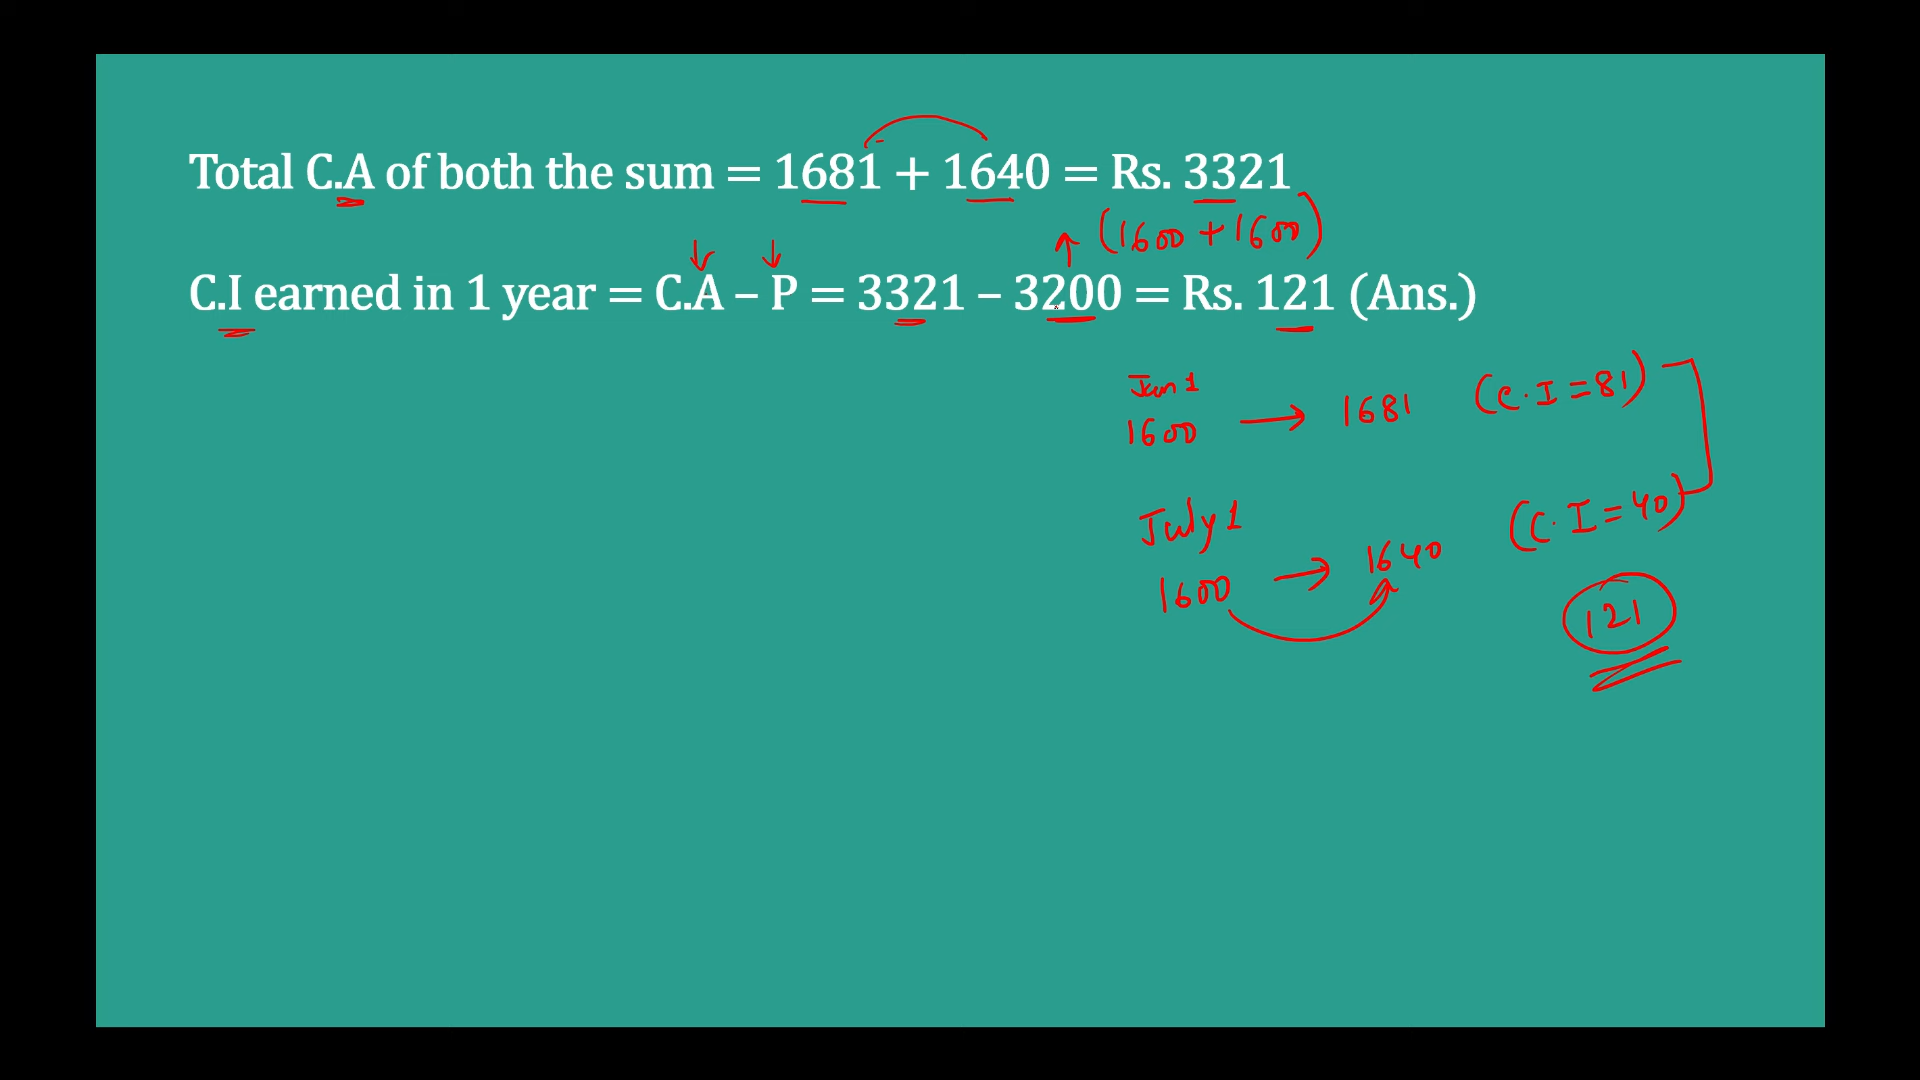 Total C.A of both the sum = 1681 + 1640 = Rs. 3321
(1600 + 1600)
C.I earned in 1 year = C.A – P = 3321 – 3200 = Rs. 121 (Ans.)
Jan 1
1600 → 1681 (C.I = 81)
July 1
1600 → 1640 (C.I = 40)
121